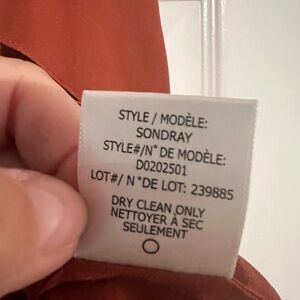 STYLE / MODÈLE:
SONDRAY
STYLE#/N° DE MODÈLE:
D0202501
LOT#/ N°DE LOT: 239885
DRY CLEAN ONLY
NETTOYER À SEC
SEULEMENT